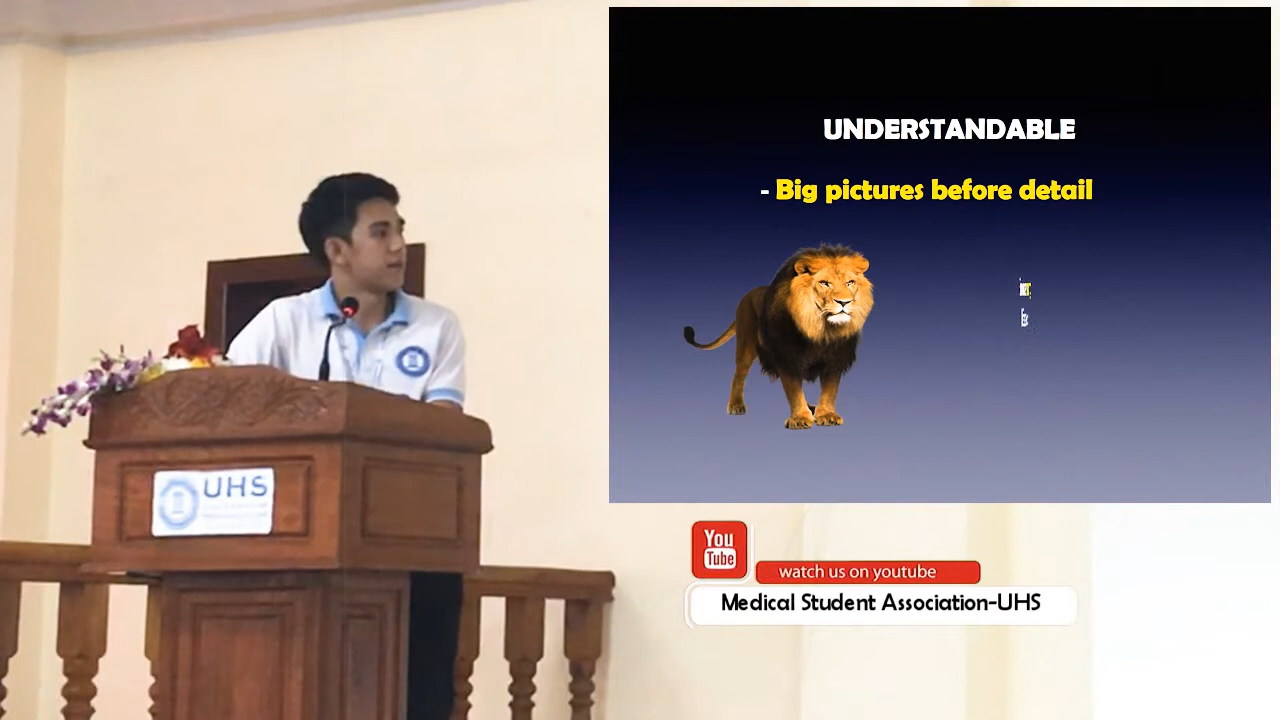 UNDERSTANDABLE
- Big pictures before detail
UHS
You
Tube
watch us on youtube
Medical Student Association-UHS